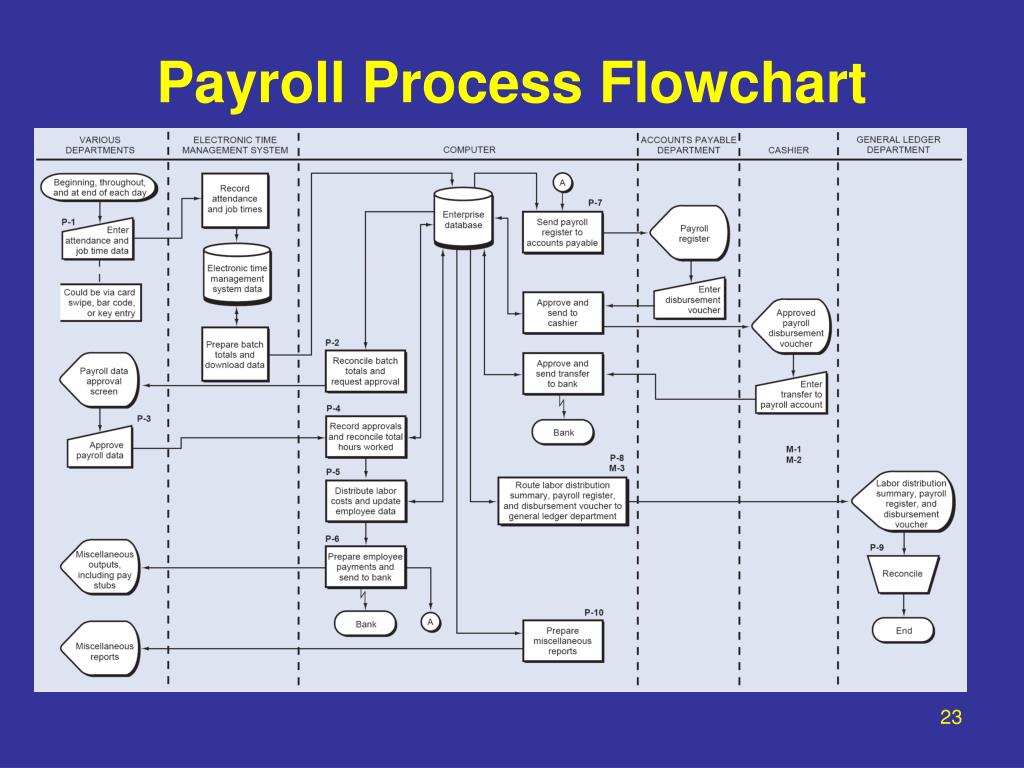 Payroll Process Flowchart
VARIOUS
DEPARTMENTS
ELECTRONIC TIME
MANAGEMENT SYSTEM
COMPUTER
ACCOUNTS PAYABLE
DEPARTMENT
CASHIER
GENERAL LEDGER
DEPARTMENT
Beginning, throughout,
and at end of each day
P-1
Enter
attendance and
job time data
Could be via card
swipe, bar code,
or key entry
Payroll data
approval
screen
P-3
Approve
payroll data
Miscellaneous
outputs,
including pay
stubs
Miscellaneous
reports
Record
attendance
and job times
Electronic time
management
system data
Prepare batch
totals and
download data
Enterprise
database
P-2
Reconcile batch
totals and
request approval
P-4
Record approvals
and reconcile total
hours worked
P-5
Distribute labor
costs and update
employee data
P-6
Prepare employee
payments and
send to bank
Bank
A
A
P-7
Send payroll
register to
accounts payable
Approve and
send to
cashier
Approve and
send transfer
to bank
Bank
P-8
M-3
Route labor distribution
summary, payroll register,
and disbursement voucher to
general ledger department
P-10
Prepare
miscellaneous
reports
Payroll
register
Enter
disbursement
voucher
Approved
payroll
disbursement
voucher
Enter
transfer to
payroll account
M-1
M-2
Labor distribution
summary, payroll
register, and
disbursement
voucher
P-9
Reconcile
End
23